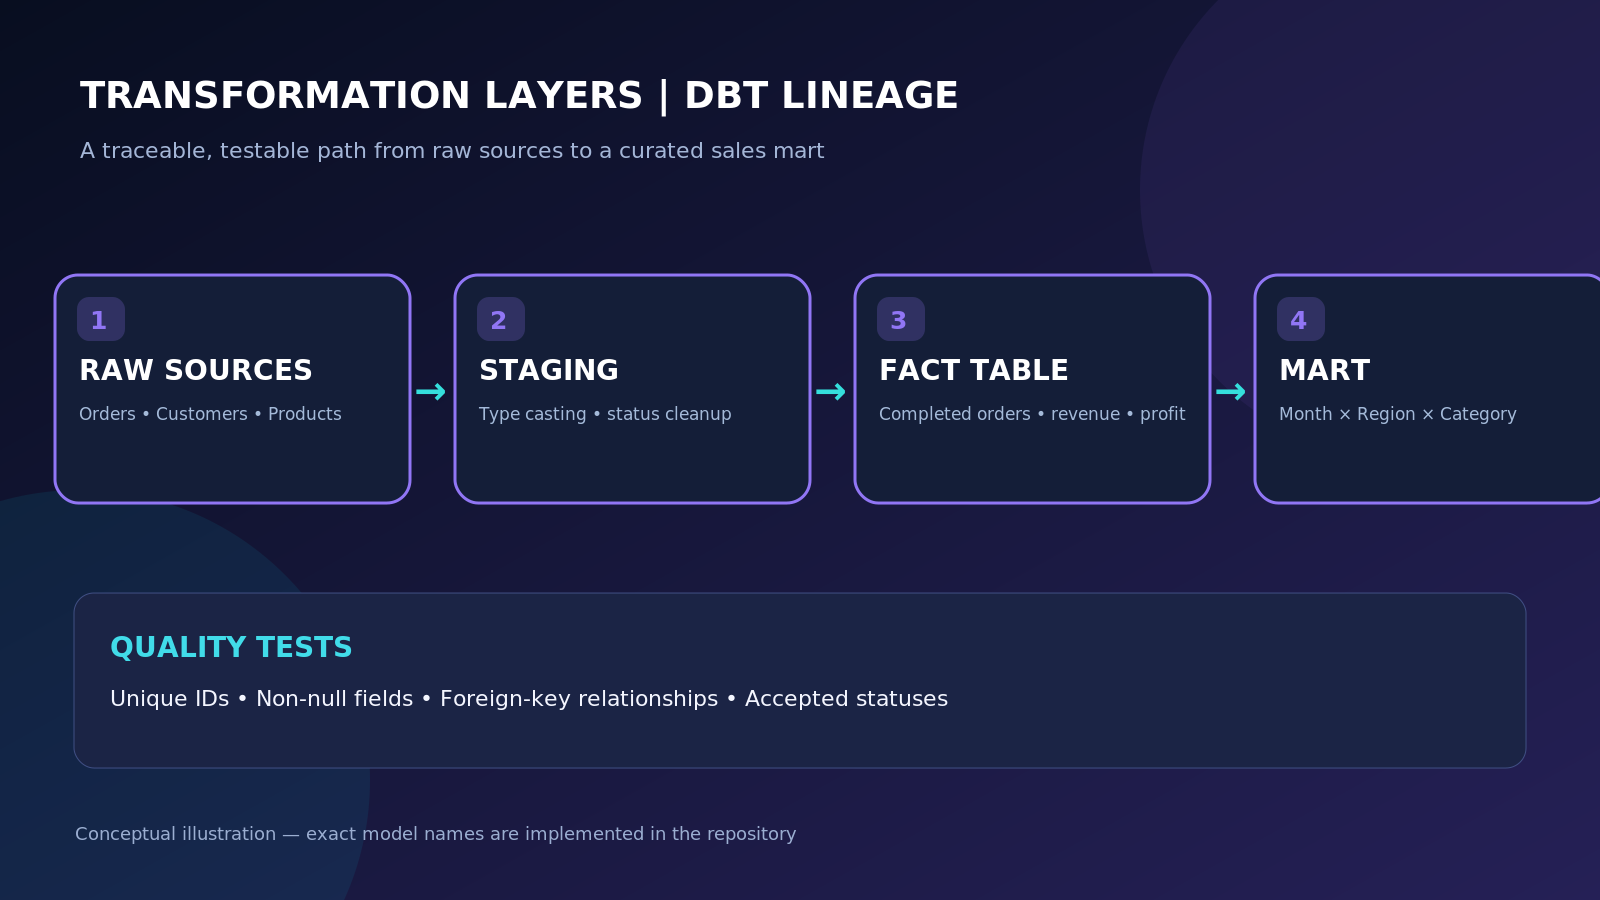 TRANSFORMATION LAYERS | DBT LINEAGE
A traceable, testable path from raw sources to a curated sales mart
1
RAW SOURCES
Orders • Customers • Products
→
2
STAGING
Type casting • status cleanup
→
3
FACT TABLE
Completed orders • revenue • profit
→
4
MART
Month × Region × Category
QUALITY TESTS
Unique IDs • Non-null fields • Foreign-key relationships • Accepted statuses
Conceptual illustration — exact model names are implemented in the repository